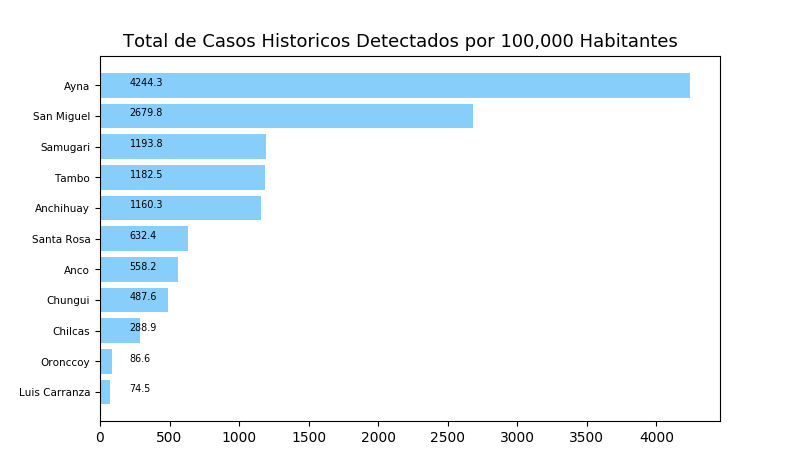 Total de Casos Historicos Detectados por 100,000 Habitantes
Ayna 4244.3
San Miguel 2679.8
Samugari 1193.8
Tambo 1182.5
Anchihuay 1160.3
Santa Rosa 632.4
Anco 558.2
Chungui 487.6
Chilcas 288.9
Oronccoy 86.6
Luis Carranza 74.5
0 500 1000 1500 2000 2500 3000 3500 4000